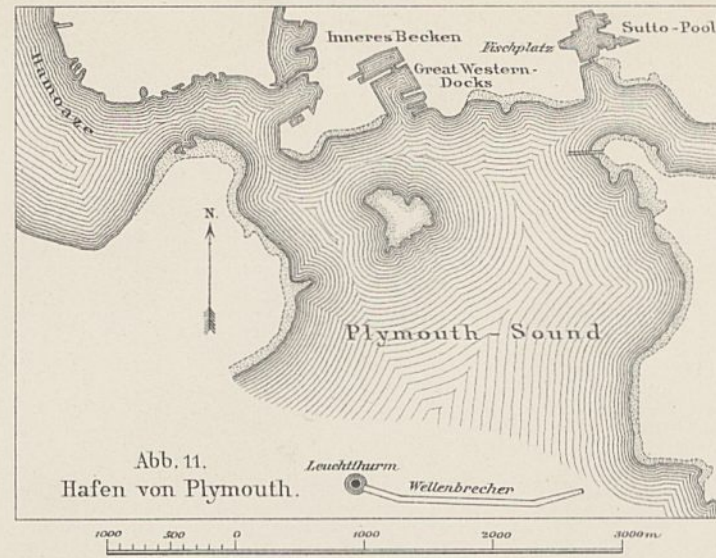 Hamoaze
Inneres Becken
Fischplatz
Sutto-Pool
Great Western-
Docks
N.
Plymouth-Sound
Abb. 11.
Hafen von Plymouth.
Leuchtthurm
Wellenbrecher
1000 500 0 1000 2000 3000 m